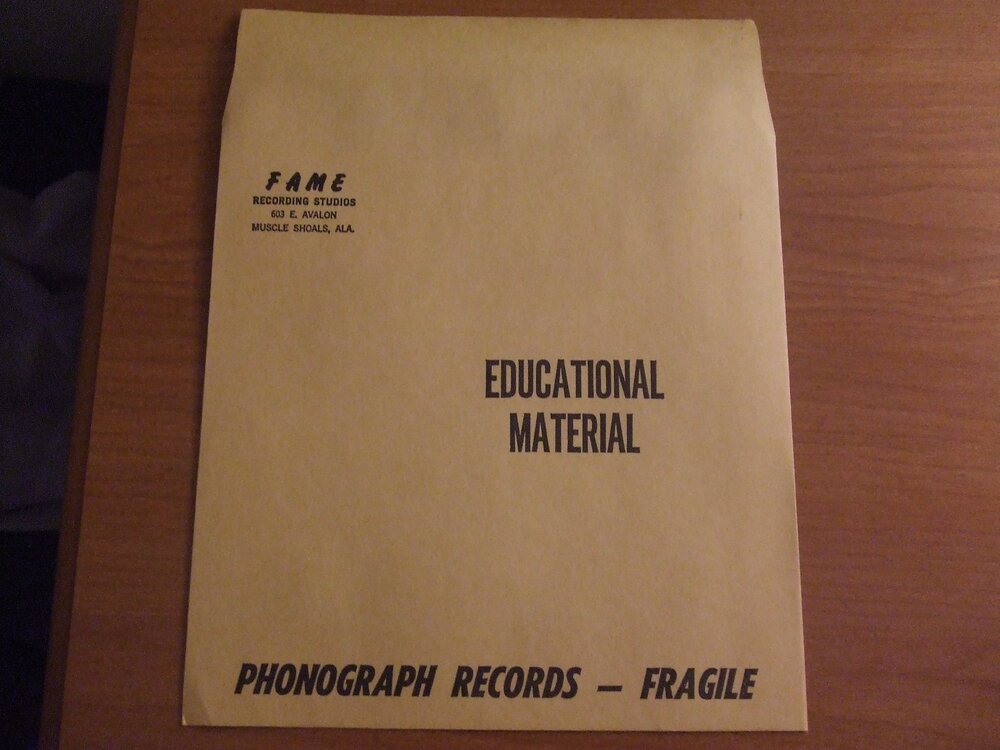 FAME
RECORDING STUDIOS
603 E. AVALON
MUSCLE SHOALS, ALA.
EDUCATIONAL
MATERIAL
PHONOGRAPH RECORDS — FRAGILE